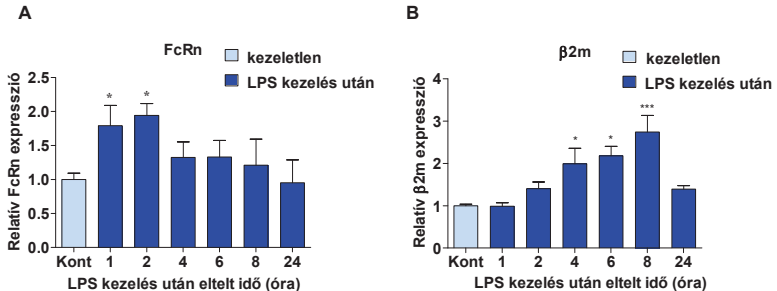 A
FcRn
kezeletlen
LPS kezelés után
Relatív FcRn expresszió
2.5
2.0
1.5
1.0
0.5
0.0
* *
Kont 1 2 4 6 8 24
LPS kezelés után eltelt idő (óra)
B
β2m
kezeletlen
LPS kezelés után
Relatív β2m expresszió
4
3
2
1
0
* * ***
Kont 1 2 4 6 8 24
LPS kezelés után eltelt idő (óra)